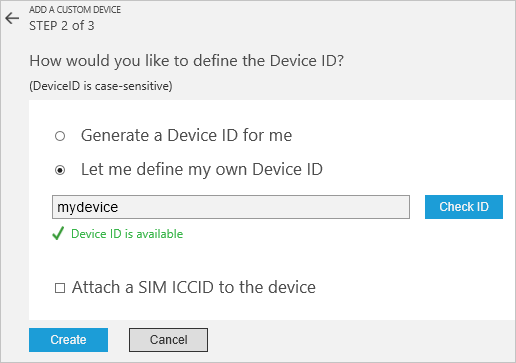 ADD A CUSTOM DEVICE
STEP 2 of 3
How would you like to define the Device ID?
(DeviceID is case-sensitive)
Generate a Device ID for me
Let me define my own Device ID
mydevice
Check ID
Device ID is available
Attach a SIM ICCID to the device
Create
Cancel